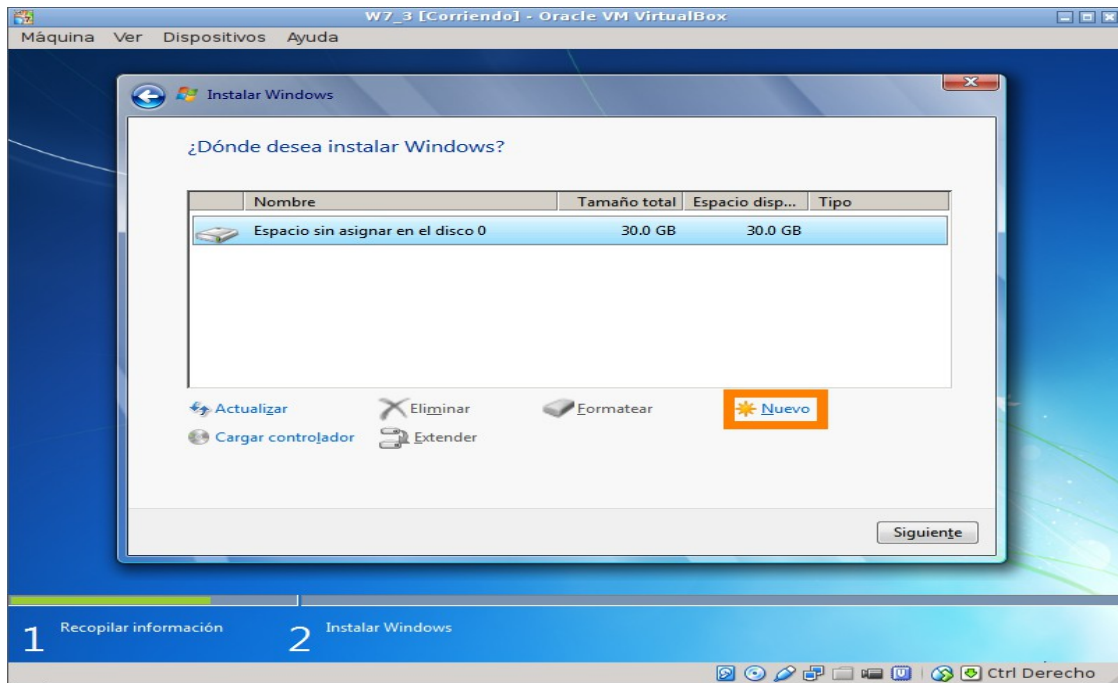 W7_3 [Corriendo] - Oracle VM VirtualBox
Máquina Ver Dispositivos Ayuda
Instalar Windows
¿Dónde desea instalar Windows?
Nombre Tamaño total Espacio disp... Tipo
Espacio sin asignar en el disco 0 30.0 GB 30.0 GB
Actualizar Eliminar Formatear Nuevo
Cargar controlador Extender
Siguiente
1 Recopilar información 2 Instalar Windows
Ctrl Derecho